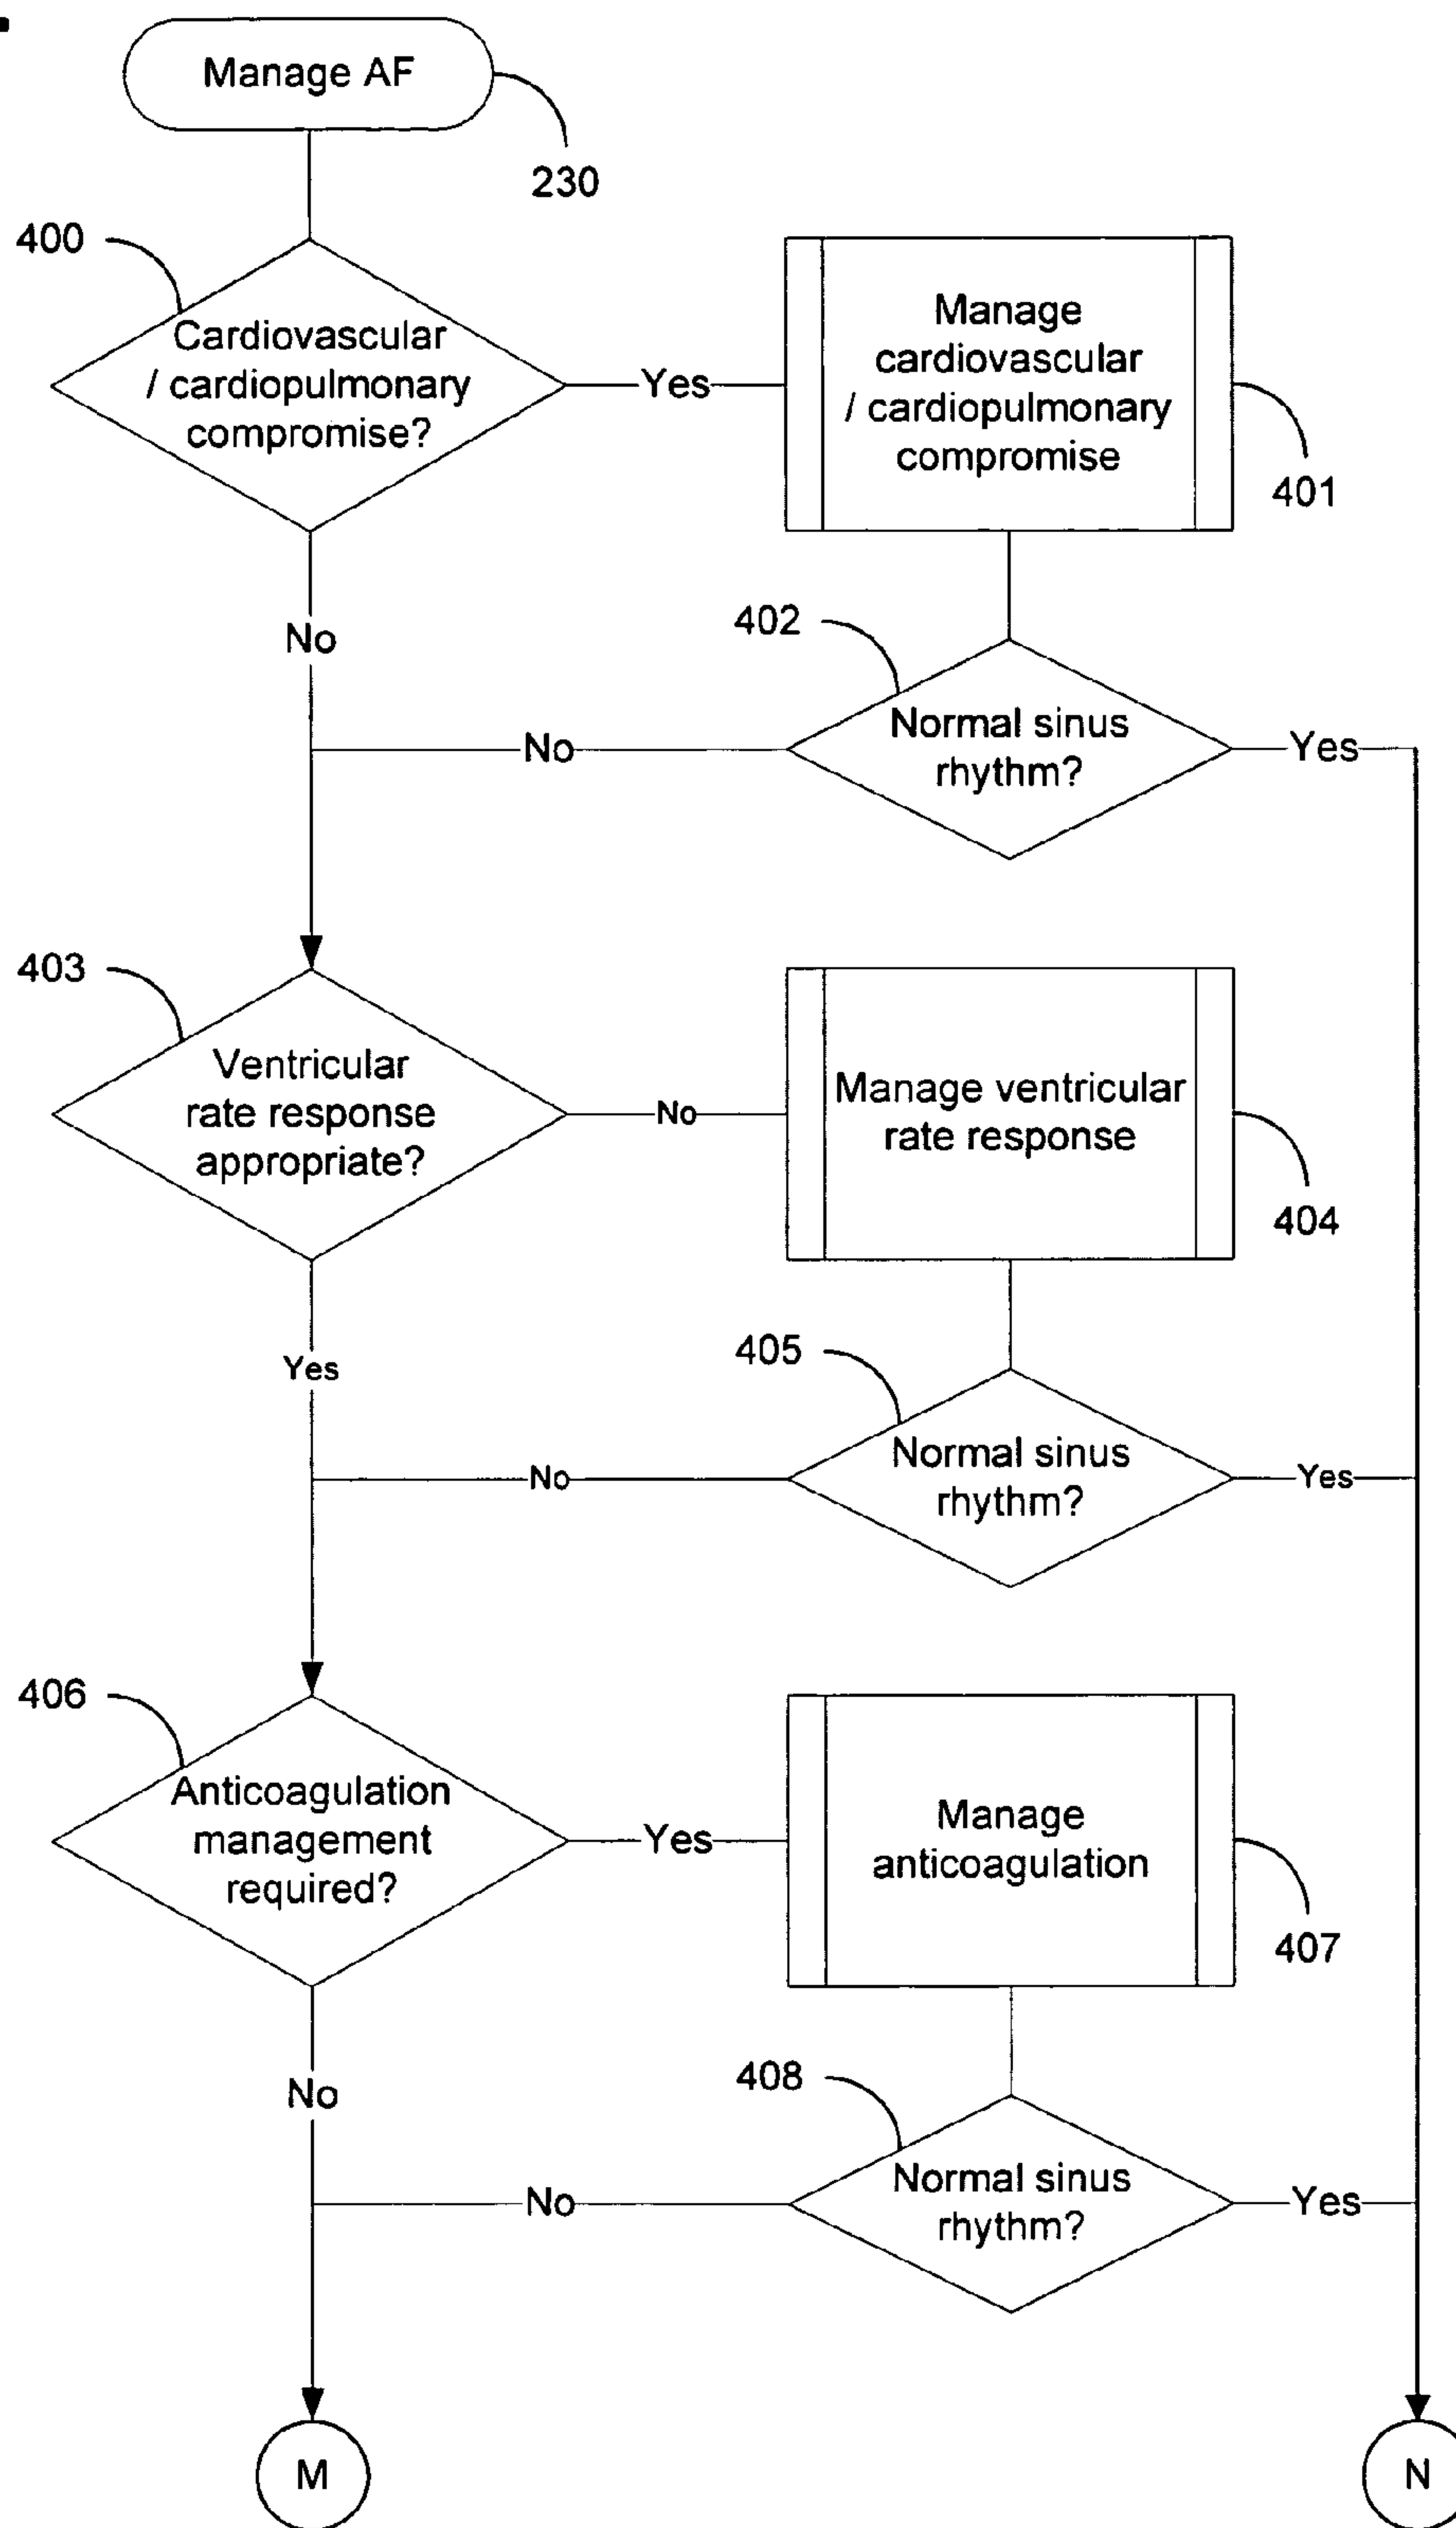 Manage AF
230
400
Cardiovascular
/ cardiopulmonary
compromise?
Yes
Manage
cardiovascular
/ cardiopulmonary
compromise
401
No
402
Normal sinus
rhythm?
No
Yes
403
Ventricular
rate response
appropriate?
No
Manage ventricular
rate response
404
Yes
405
Normal sinus
rhythm?
No
Yes
406
Anticoagulation
management
required?
Yes
Manage
anticoagulation
407
No
408
Normal sinus
rhythm?
No
Yes
M
N